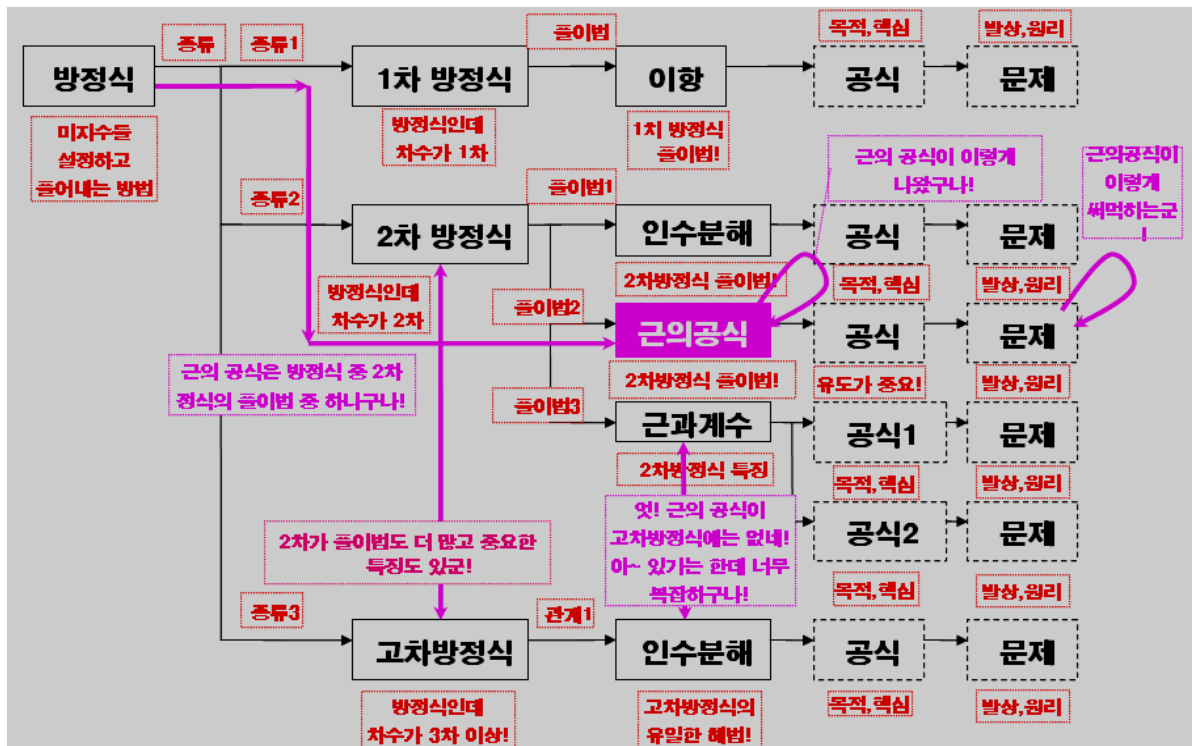 종류
종류1
풀이법
목적,핵심
발상,원리
방정식
1차 방정식
이항
공식
문제
미지수들
설정하고
풀어내는 방법
방정식인데
차수가 1차
1치 방정식
풀이법!
근의 공식이 이렇게
나왔구나!
근의공식이
이렇게
써먹히는군
!
종류2
풀이법1
2차 방정식
인수분해
공식
문제
방정식인데
차수가 2차
2차방정식 풀이법!
목적,핵심
발상,원리
풀이법2
근의공식
공식
문제
근의 공식은 방정식 중 2차
정식의 풀이법 중 하나구나!
2차방정식 풀이법!
유도가 중요!
발상,원리
풀이법3
근과계수
공식1
문제
2차방정식 특징
목적,핵심
발상,원리
엇! 근의 공식이
고차방정식에는 없네!
아~ 있기는 한데 너무
복잡하구나!
공식2
문제
2차가 풀이법도 더 많고 중요한
특징도 있군!
목적,핵심
발상,원리
종류3
관계1
고차방정식
인수분해
공식
문제
방정식인데
차수가 3차 이상!
고차방정식의
유일한 해법!
목적,핵심
발상,원리